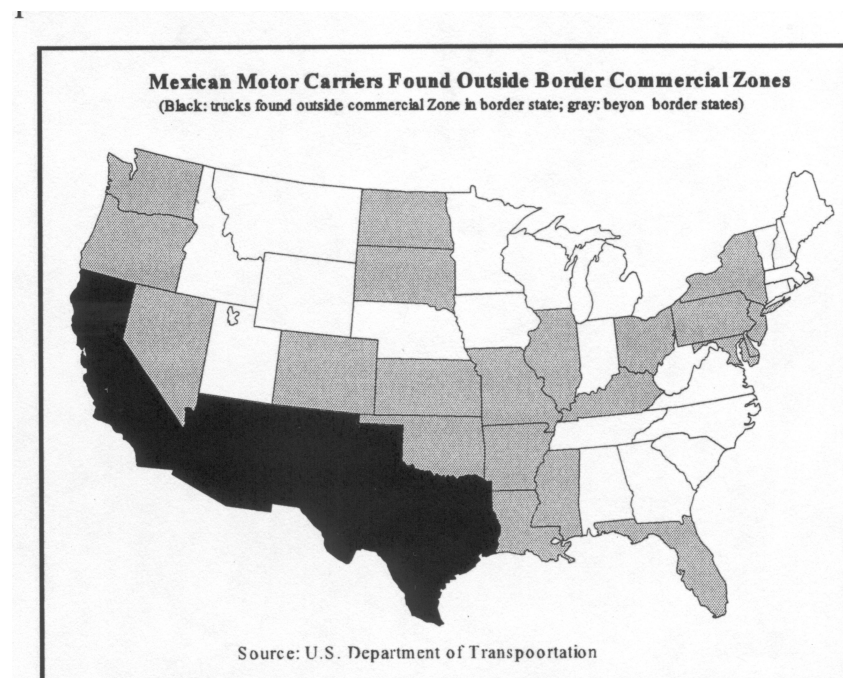 Mexican Motor Carriers Found Outside Border Commercial Zones
(Black: trucks found outside commercial Zone in border state; gray: beyon border states)
Source: U.S. Department of Transpoortation